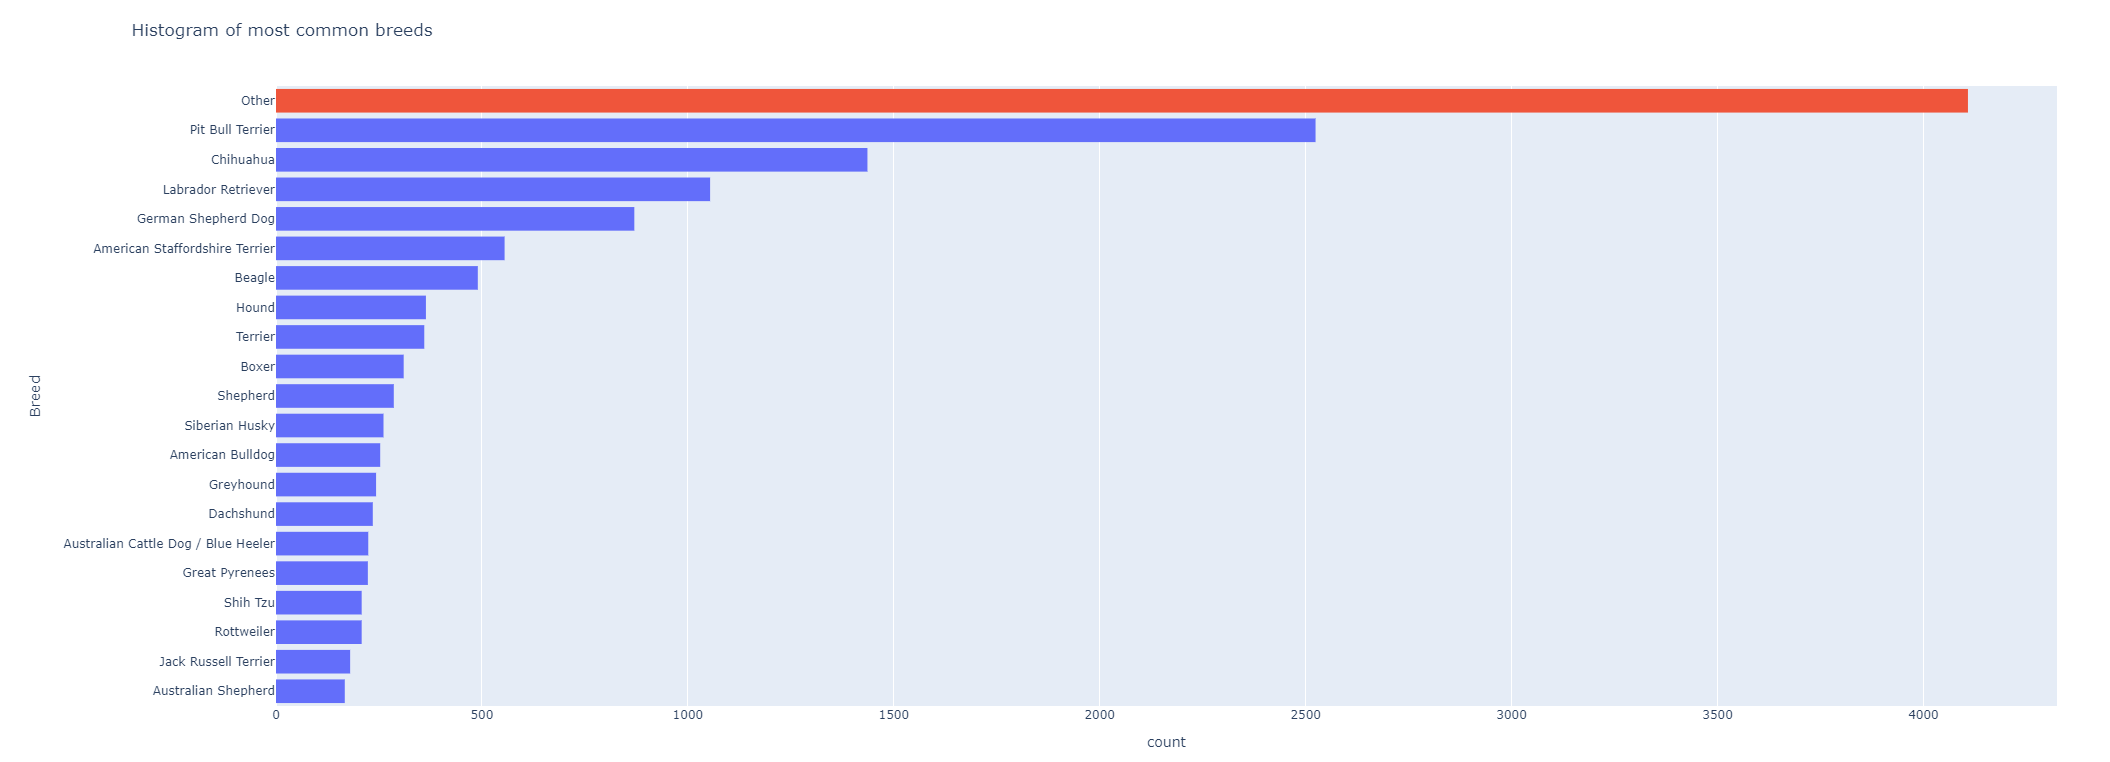 Histogram of most common breeds
Other
Pit Bull Terrier
Chihuahua
Labrador Retriever
German Shepherd Dog
American Staffordshire Terrier
Beagle
Hound
Terrier
Boxer
Shepherd
Siberian Husky
American Bulldog
Greyhound
Dachshund
Australian Cattle Dog / Blue Heeler
Great Pyrenees
Shih Tzu
Rottweiler
Jack Russell Terrier
Australian Shepherd
Breed
0 500 1000 1500 2000 2500 3000 3500 4000
count